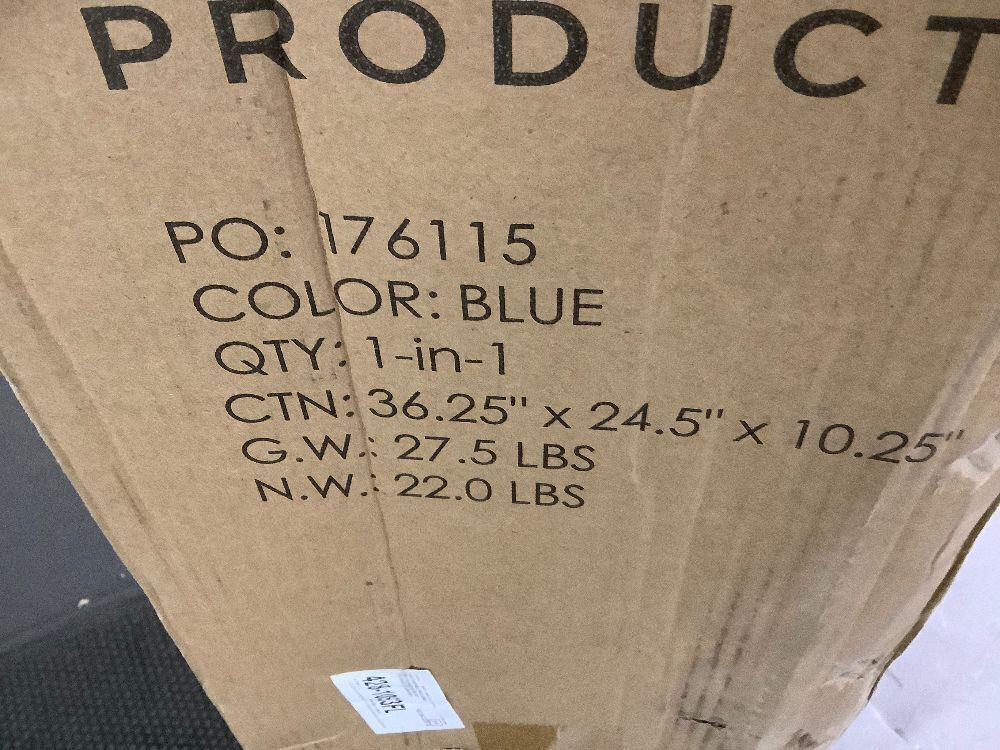 PRODUCT
PO: 176115
COLOR: BLUE
QTY: 1-in-1
CTN: 36.25" x 24.5" x 10.25"
G.W.: 27.5 LBS
N.W.: 22.0 LBS